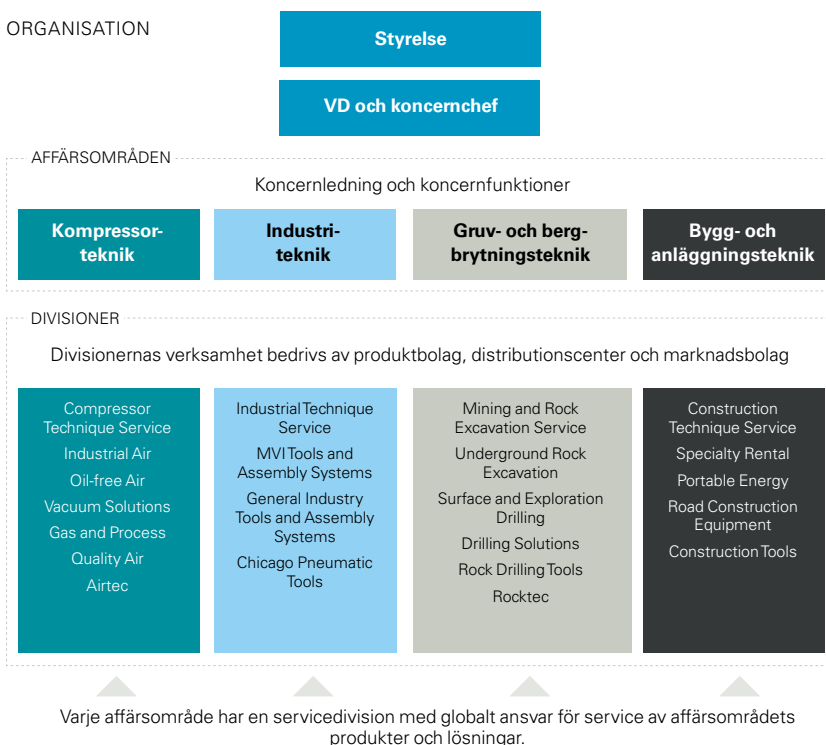 ORGANISATION
Styrelse
VD och koncernchef
AFFÄRSOMRÅDEN
Koncernledning och koncernfunktioner
Kompressor-
teknik
Industri-
teknik
Gruv- och berg-
brytningsteknik
Bygg- och
anläggningsteknik
DIVISIONER
Divisionernas verksamhet bedrivs av produktbolag, distributionscenter och marknadsbolag
Compressor
Technique Service
Industrial Air
Oil-free Air
Vacuum Solutions
Gas and Process
Quality Air
Airtec
Industrial Technique
Service
MVI Tools and
Assembly Systems
General Industry
Tools and Assembly
Systems
Chicago Pneumatic
Tools
Mining and Rock
Excavation Service
Underground Rock
Excavation
Surface and Exploration
Drilling
Drilling Solutions
Rock Drilling Tools
Rocktec
Construction
Technique Service
Specialty Rental
Portable Energy
Road Construction
Equipment
Construction Tools
Varje affärsområde har en servicedivision med globalt ansvar för service av affärsområdets
produkter och lösningar.